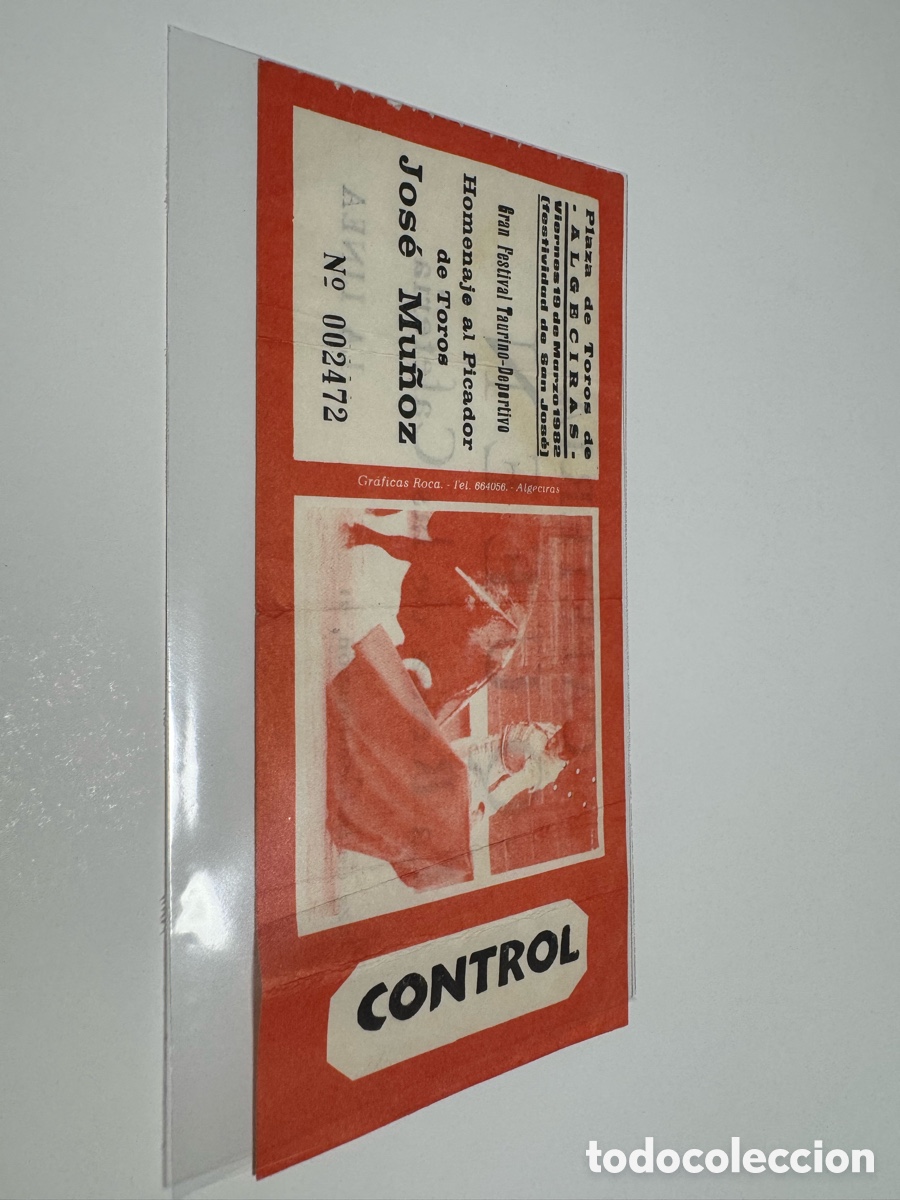 Plaza de Toros de
- ALGECIRAS -
Viernes 19 de Marzo 1982
(festividad de San José)
Gran Festival Taurino-Deportivo
Homenaje al Picador
de Toros
José Muñoz
Nº 002472
Gráficas Roca. - Tel. 664056. - Algeciras
CONTROL
todocoleccion